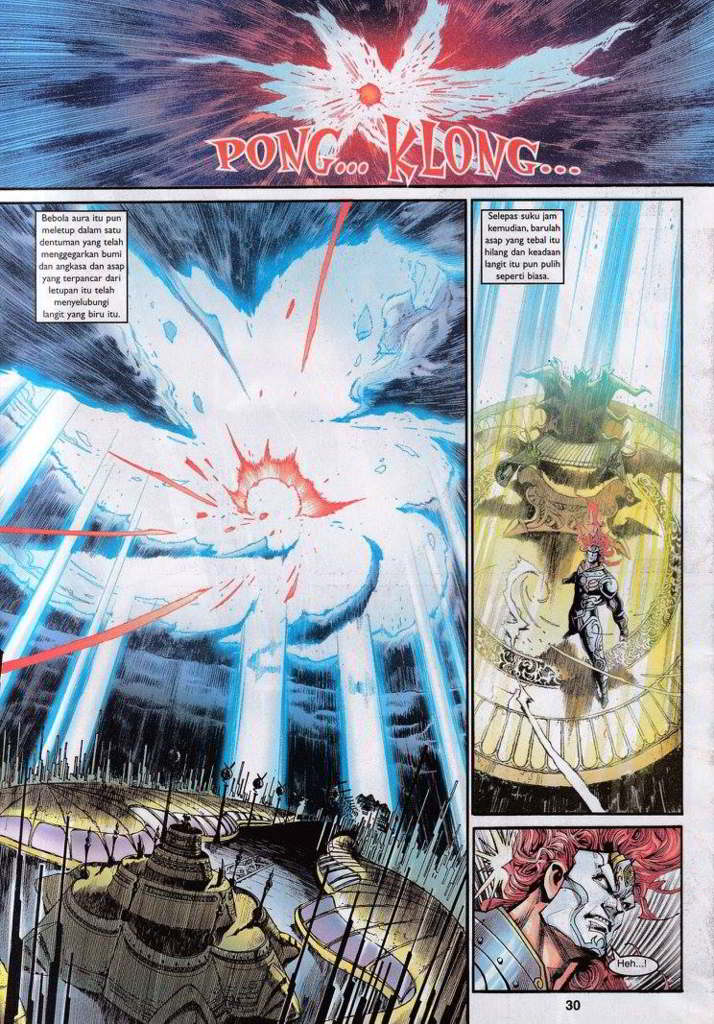 PONG... KLONG...
Bebola aura itu pun
meletup dalam satu
dentuman yang telah
menggegarkan bumi
dan angkasa dan asap
yang terpancar dari
letupan itu telah
menyelubungi
langit yang biru itu.
Selepas suku jam
kemudian, barulah
asap yang tebal itu
hilang dan keadaan
langit itu pun pulih
seperti biasa.
Heh...!
30